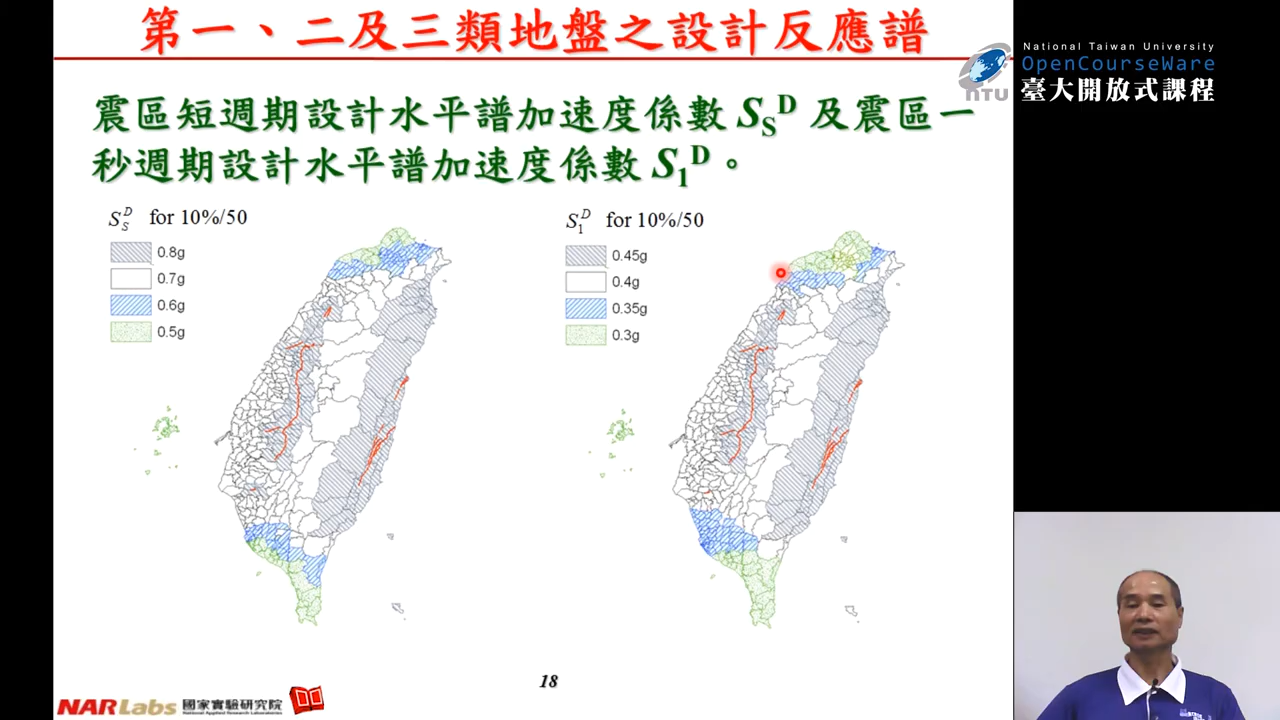 第一、二及三類地盤之設計反應譜
National Taiwan University
OpenCourseWare
臺大開放式課程
NTU
震區短週期設計水平譜加速度係數 S_S^D 及震區一
秒週期設計水平譜加速度係數 S_1^D。
S_S^D for 10%/50
0.8g
0.7g
0.6g
0.5g
S_1^D for 10%/50
0.45g
0.4g
0.35g
0.3g
18
NARLabs 國家實驗研究院
National Applied Research Laboratories